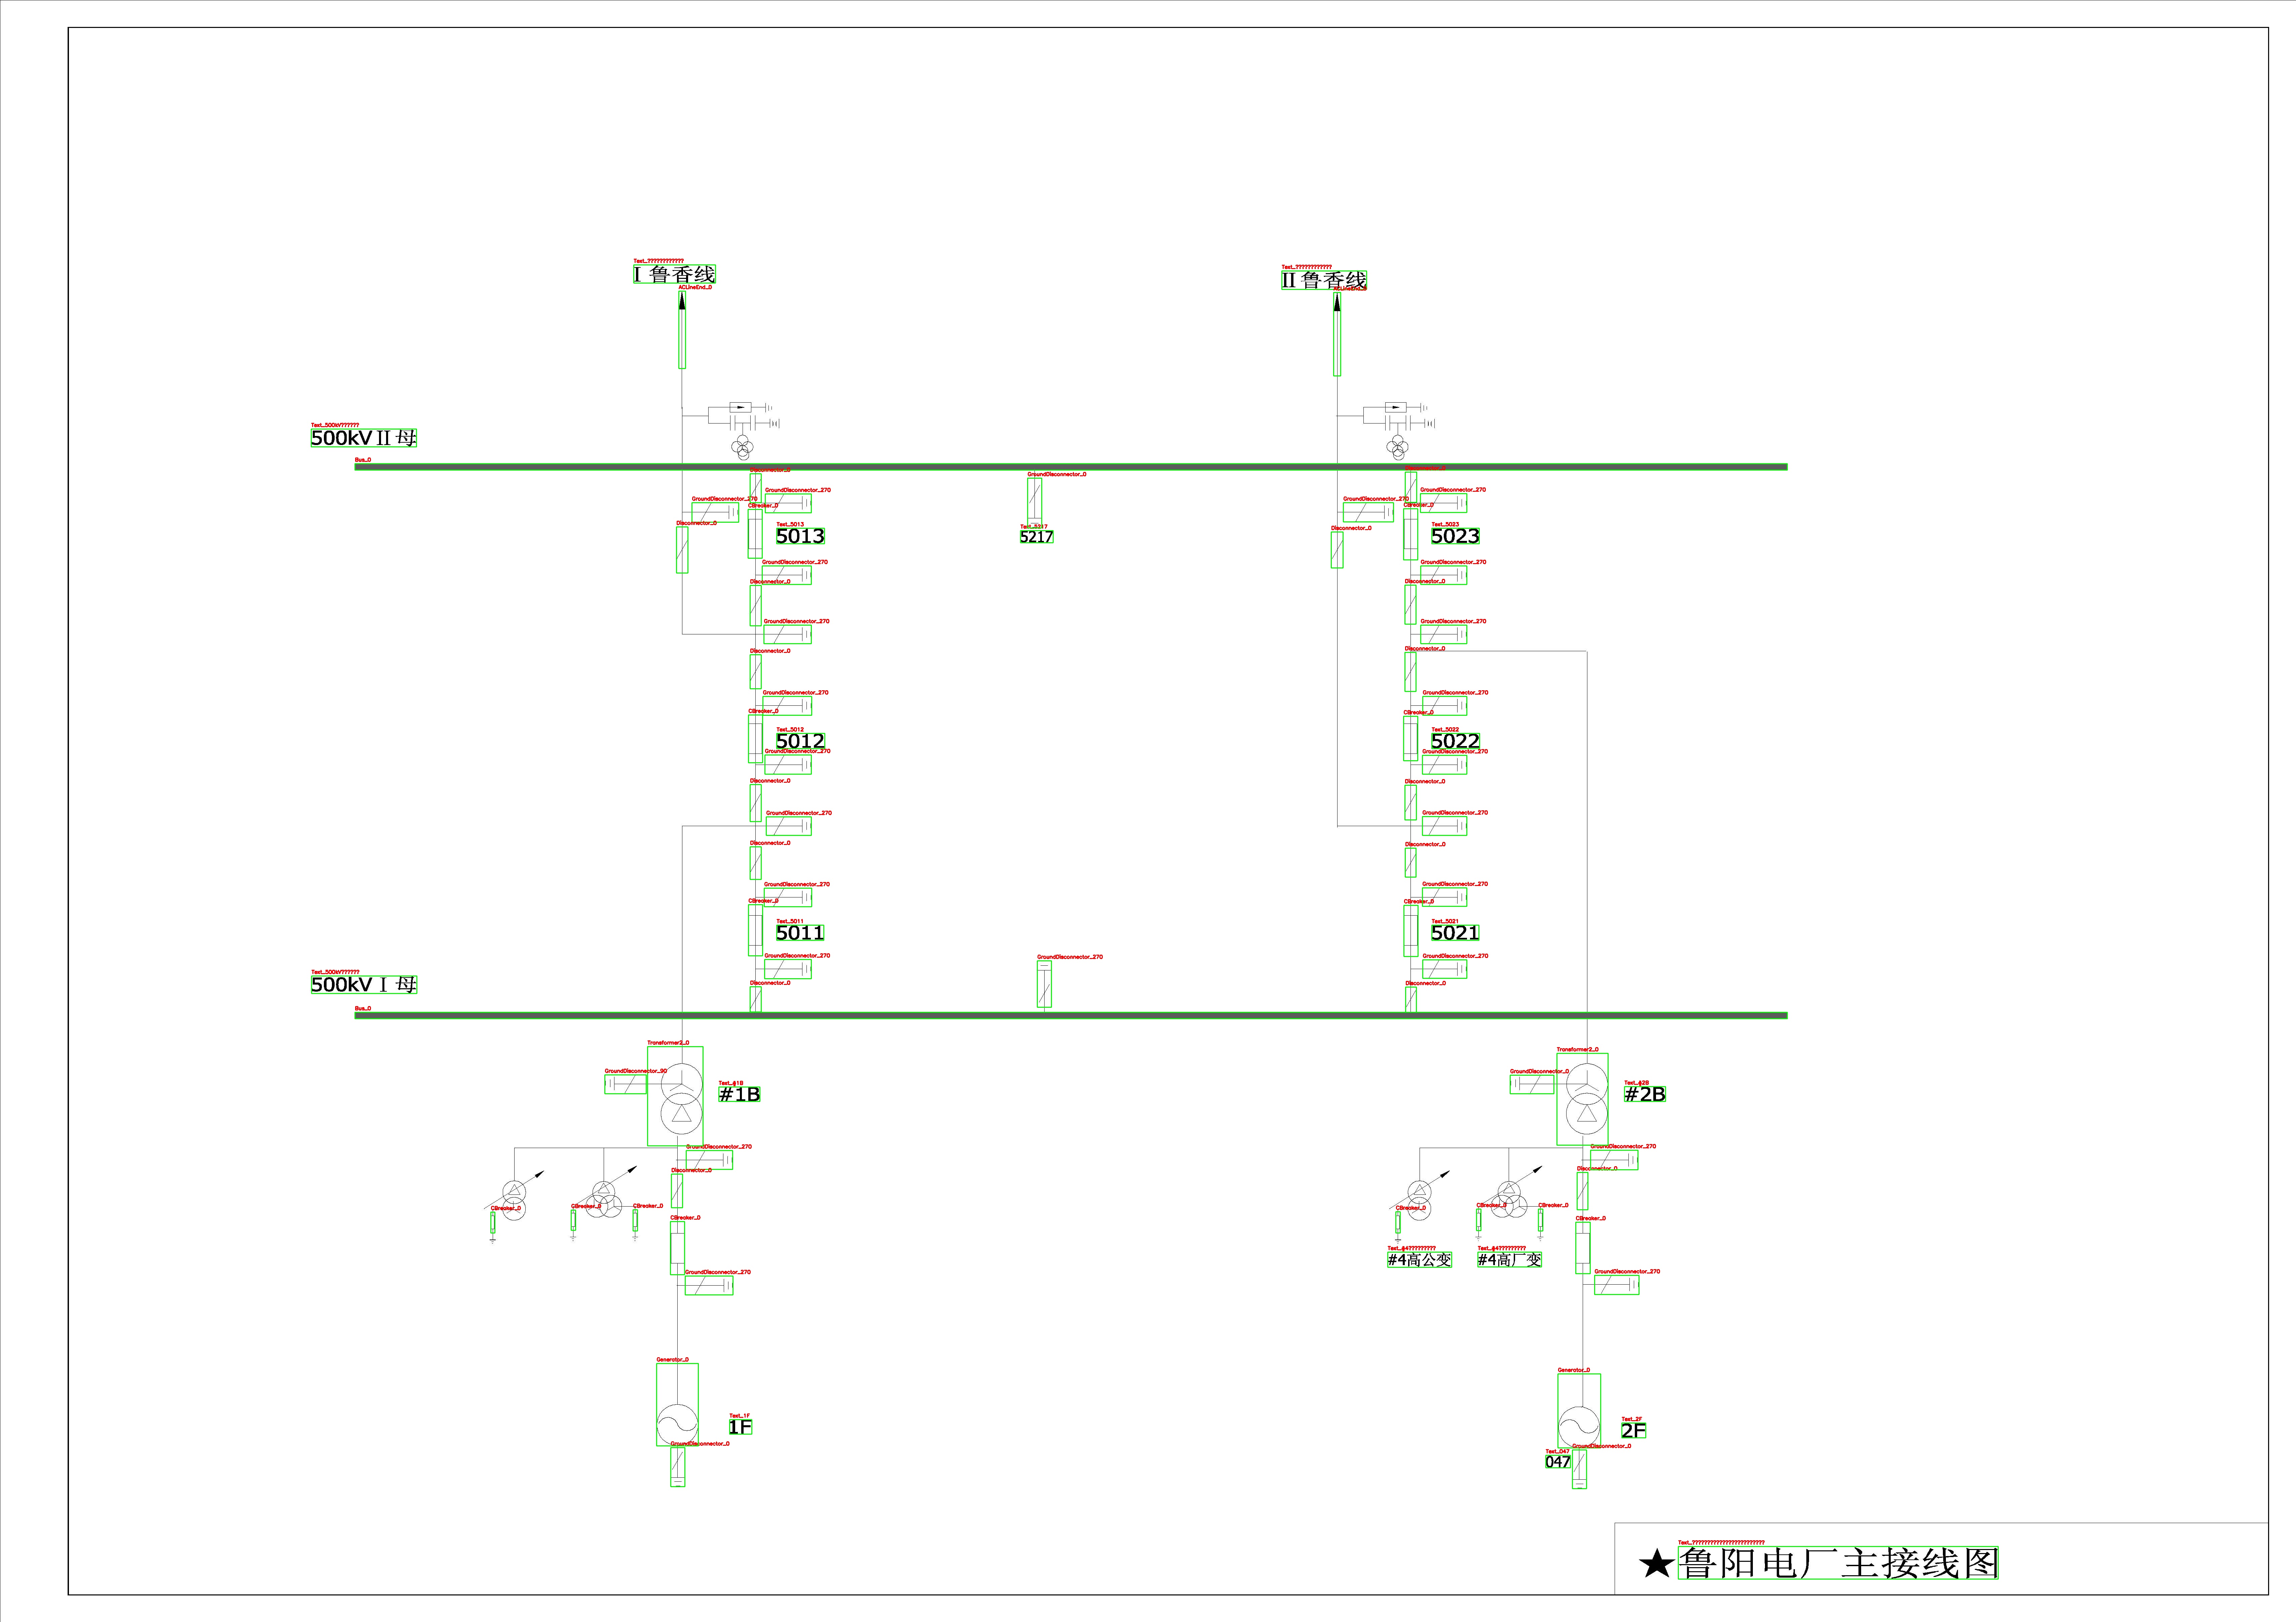 Text_????????????
I 鲁香线
ACLineEnd_0
Text_????????????
II 鲁香线
ACLineEnd_0
Text_500kV??????
500kV II 母
Bus_0
Disconnector_0
GroundDisconnector_270
GroundDisconnector_270
CBreaker_0
Disconnector_0
Text_5013
5013
GroundDisconnector_0
Text_5217
5217
Disconnector_0
GroundDisconnector_270
GroundDisconnector_270
CBreaker_0
Disconnector_0
Text_5023
5023
GroundDisconnector_270
Disconnector_0
GroundDisconnector_270
Disconnector_0
GroundDisconnector_270
Disconnector_0
GroundDisconnector_270
Disconnector_0
GroundDisconnector_270
CBreaker_0
Text_5012
5012
GroundDisconnector_270
Disconnector_0
GroundDisconnector_270
Disconnector_0
GroundDisconnector_270
CBreaker_0
Text_5022
5022
GroundDisconnector_270
Disconnector_0
GroundDisconnector_270
Disconnector_0
GroundDisconnector_270
CBreaker_0
Text_5011
5011
GroundDisconnector_270
Disconnector_0
GroundDisconnector_270
Disconnector_0
GroundDisconnector_270
CBreaker_0
Text_5021
5021
GroundDisconnector_270
Disconnector_0
GroundDisconnector_270
Text_500kV??????
500kV I 母
Bus_0
Transformer2_0
GroundDisconnector_90
Text_#1B
#1B
Transformer2_0
GroundDisconnector_0
Text_#2B
#2B
GroundDisconnector_270
Disconnector_0
CBreaker_0
CBreaker_0
CBreaker_0
CBreaker_0
GroundDisconnector_270
GroundDisconnector_270
Disconnector_0
CBreaker_0
CBreaker_0
CBreaker_0
CBreaker_0
Text_#4?????????
#4高公变
Text_#4?????????
#4高厂变
GroundDisconnector_270
Generator_0
Text_1F
1F
GroundDisconnector_0
Generator_0
Text_2F
2F
GroundDisconnector_0
Text_047
047
Text_????????????????????????
★鲁阳电厂主接线图